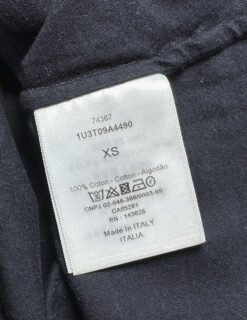 74367
1U3T09A4490
XS
100% Coton - Cotton - Algodão
CNPJ 02-046-366/0003-99
CA05281
RN : 143628
Made In ITALY
ITALIA